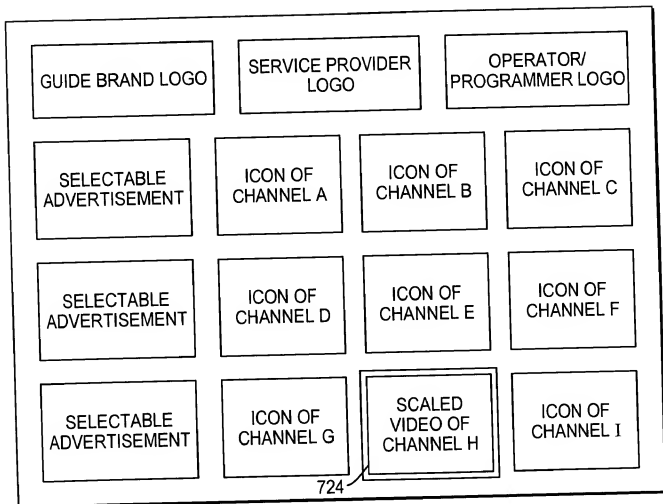 GUIDE BRAND LOGO
SERVICE PROVIDER
LOGO
OPERATOR/
PROGRAMMER LOGO
SELECTABLE
ADVERTISEMENT
ICON OF
CHANNEL A
ICON OF
CHANNEL B
ICON OF
CHANNEL C
SELECTABLE
ADVERTISEMENT
ICON OF
CHANNEL D
ICON OF
CHANNEL E
ICON OF
CHANNEL F
SELECTABLE
ADVERTISEMENT
ICON OF
CHANNEL G
SCALED
VIDEO OF
CHANNEL H
ICON OF
CHANNEL I
724